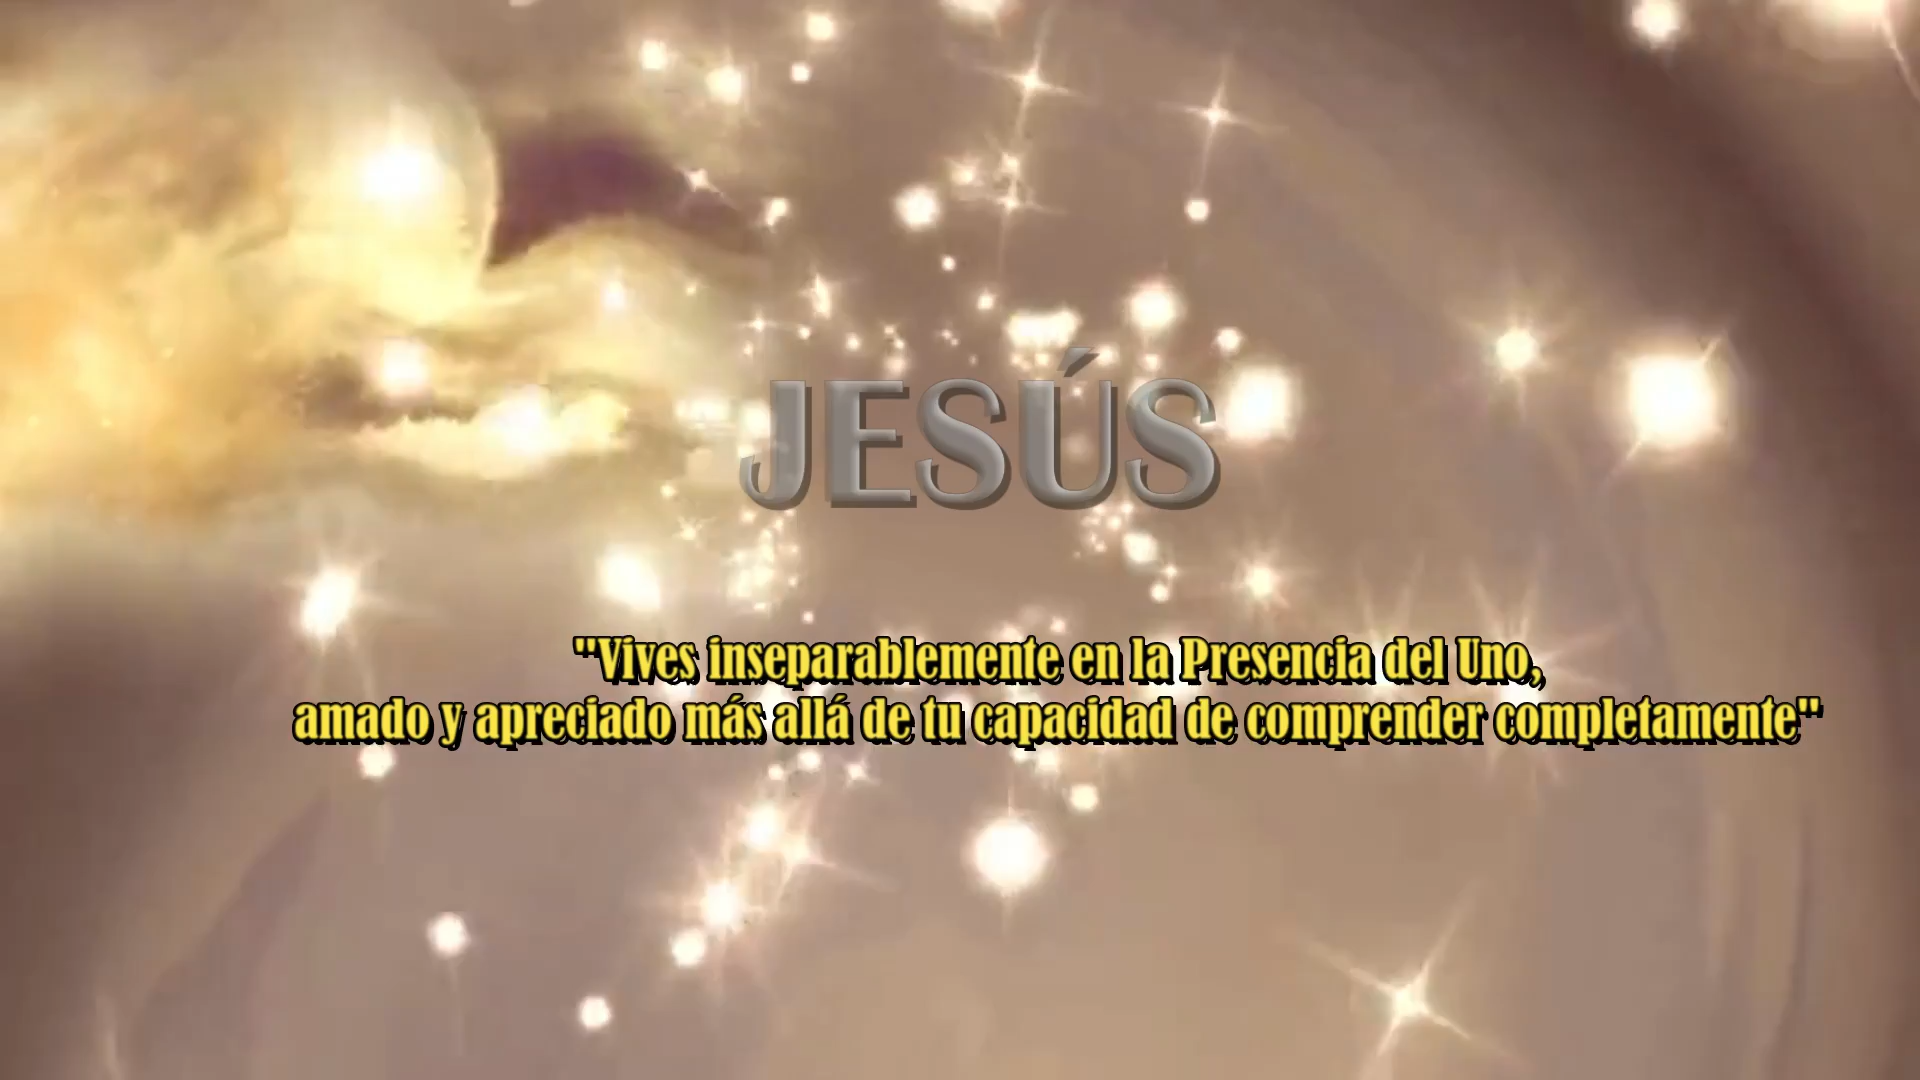 JESÚS
"Vives inseparablemente en la Presencia del Uno,
amado y apreciado más allá de tu capacidad de comprender completamente"